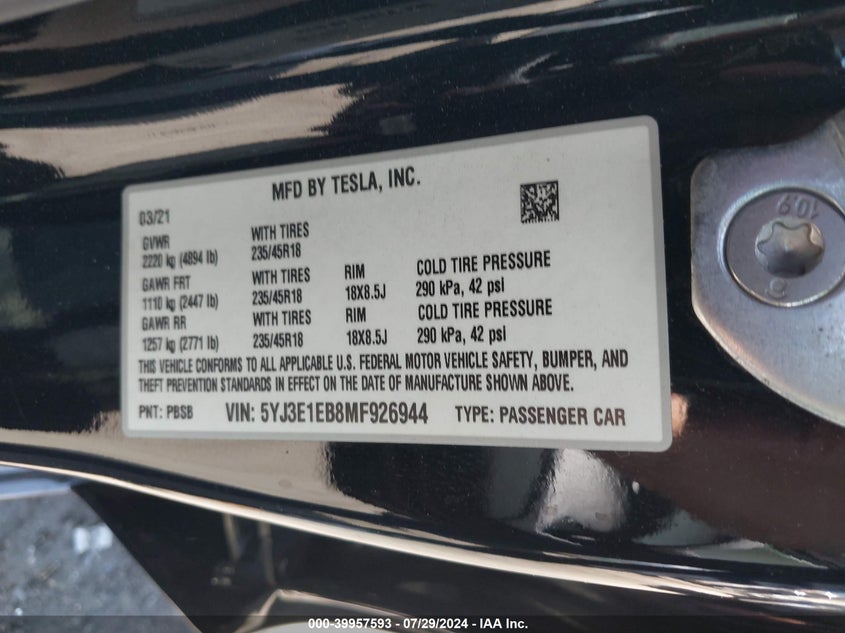 MFD BY TESLA, INC.
03/21
GVWR WITH TIRES
2220 kg (4894 lb) 235/45R18
GAWR FRT WITH TIRES RIM COLD TIRE PRESSURE
1110 kg (2447 lb) 235/45R18 18X8.5J 290 kPa, 42 psi
GAWR RR WITH TIRES RIM COLD TIRE PRESSURE
1257 kg (2771 lb) 235/45R18 18X8.5J 290 kPa, 42 psi
THIS VEHICLE CONFORMS TO ALL APPLICABLE U.S. FEDERAL MOTOR VEHICLE SAFETY, BUMPER, AND
THEFT PREVENTION STANDARDS IN EFFECT ON THE DATE OF MANUFACTURE SHOWN ABOVE.
PNT: PBSB VIN: 5YJ3E1EB8MF926944 TYPE: PASSENGER CAR
10.9
000-39957593 - 07/29/2024 - IAA Inc.